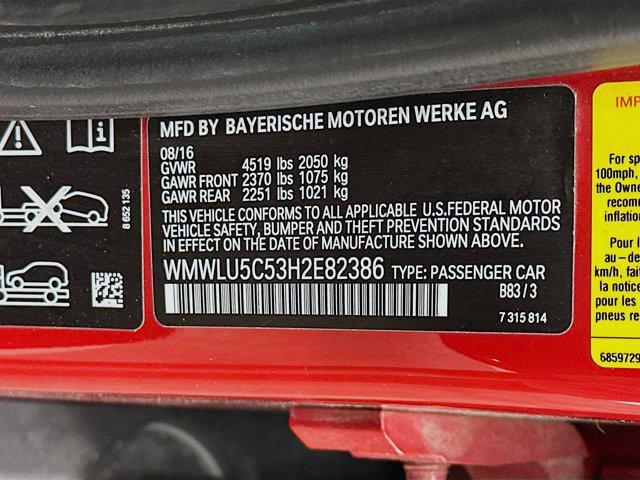 MFD BY BAYERISCHE MOTOREN WERKE AG
08/16
GVWR 4519 lbs 2050 kg
GAWR FRONT 2370 lbs 1075 kg
GAWR REAR 2251 lbs 1021 kg
THIS VEHICLE CONFORMS TO ALL APPLICABLE U.S.FEDERAL MOTOR
VEHICLE SAFETY, BUMPER AND THEFT PREVENTION STANDARDS
IN EFFECT ON THE DATE OF MANUFACTURE SHOWN ABOVE.
WMWLU5C53H2E82386 TYPE: PASSENGER CAR
B83/3
7 315 814
8 652 135
IMP
For sp
100mph,
the Owne
recom
inflation
Pour
au-de
km/h, fai
la notice
pour les
pneus re
6859729